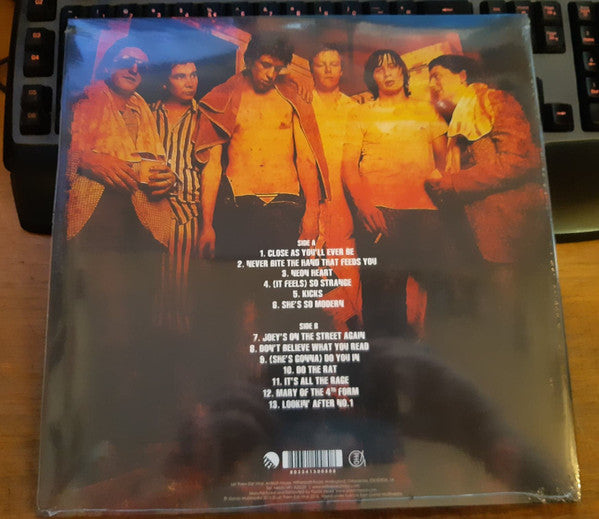 SIDE A
1. CLOSE AS YOU'LL EVER BE
2. NEVER BITE THE HAND THAT FEEDS YOU
3. NEON HEART
4. (IT FEELS) SO STRANGE
5. KICKS
6. SHE'S SO MODERN
SIDE B
7. JOEY'S ON THE STREET AGAIN
8. DON'T BELIEVE WHAT YOU READ
9. (SHE'S GONNA) DO YOU IN
10. DO THE RAT
11. IT'S ALL THE RAGE
12. MARY OF THE 4TH FORM
13. LOOKIN' AFTER NO.1